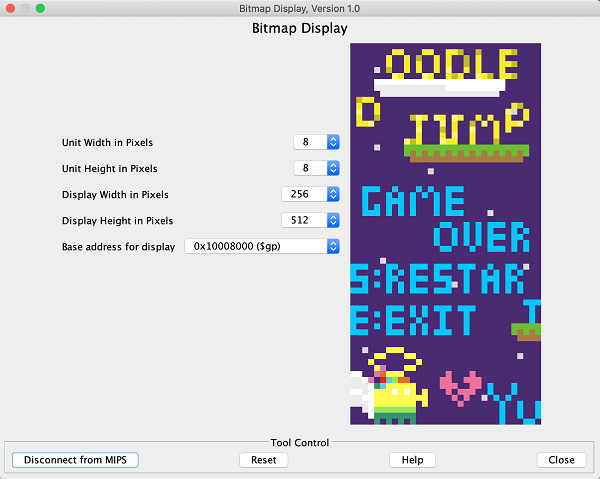 Bitmap Display, Version 1.0
Bitmap Display
Unit Width in Pixels 8
Unit Height in Pixels 8
Display Width in Pixels 256
Display Height in Pixels 512
Base address for display 0x10008000 ($gp)
OODLE
D
JUMP
GAME
OVER
S:RESTAR
E:EXIT
YU
Tool Control
Disconnect from MIPS Reset Help Close